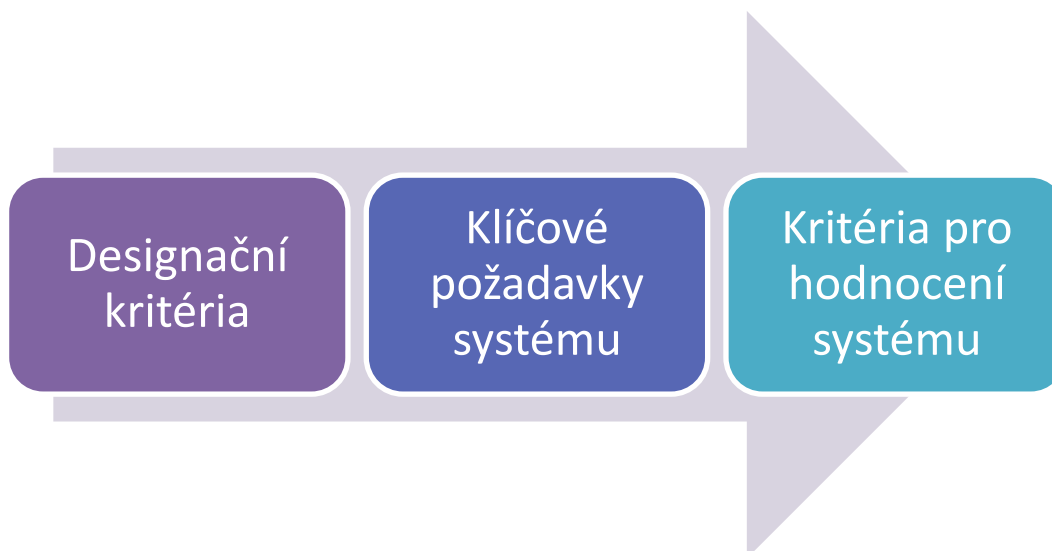 Designační
kritéria
Klíčové
požadavky
systému
Kritéria pro
hodnocení
systému